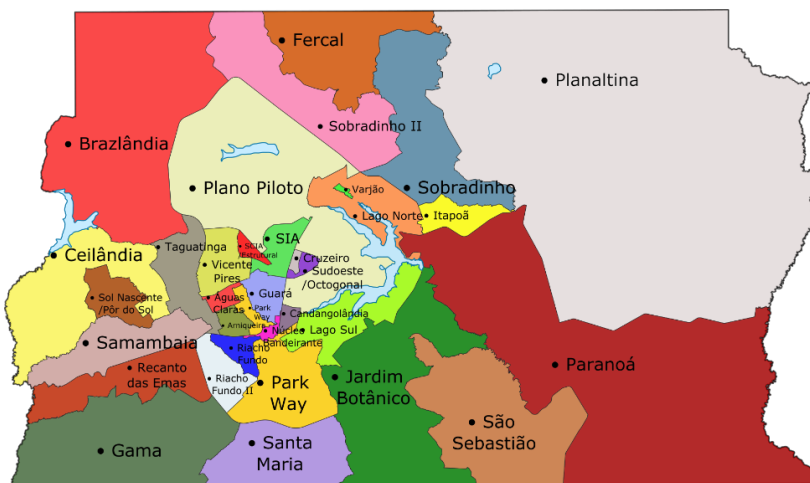 Fercal
Planaltina
Sobradinho II
Brazlândia
Plano Piloto
Varjão
Sobradinho
Lago Norte
Itapoã
Taguatinga
SIA
SCIA
/Estrutural
Ceilândia
Vicente
Pires
Cruzeiro
Sudoeste
/Octogonal
Sol Nascente
/Pôr do Sol
Águas
Claras
Guará
Park
Way
Candangolândia
Arniqueira
Núcleo
Bandeirante
Lago Sul
Samambaia
Riacho
Fundo
Recanto
das Emas
Riacho
Fundo II
Park
Way
Jardim
Botânico
Paranoá
São
Sebastião
Gama
Santa
Maria